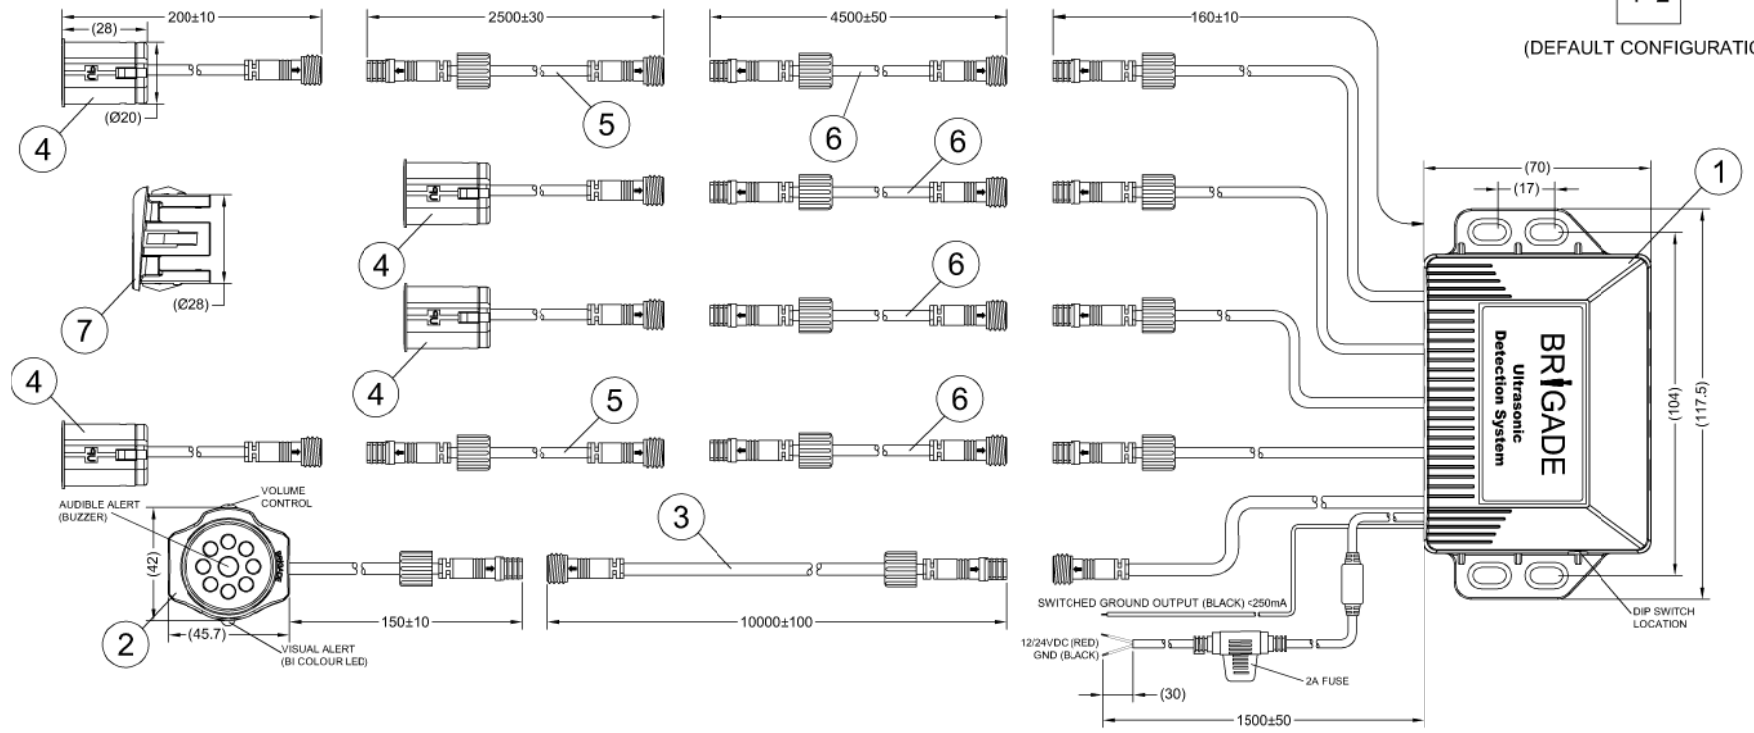 200±10
2500±30
4500±50
160±10
(28)
(DEFAULT CONFIGURATIO
(Ø20)
4
5
6
6
(70)
1
(17)
4
6
7
(Ø28)
4
4
5
6
BRIGADE
Ultrasonic
Detection System
(104)
(117.5)
AUDIBLE ALERT
(BUZZER)
VOLUME
CONTROL
3
(42)
2
(45.7)
150±10
VISUAL ALERT
(BI COLOUR LED)
10000±100
SWITCHED GROUND OUTPUT (BLACK) <250mA
12/24VDC (RED)
GND (BLACK)
2A FUSE
(30)
1500±50
DIP SWITCH
LOCATION